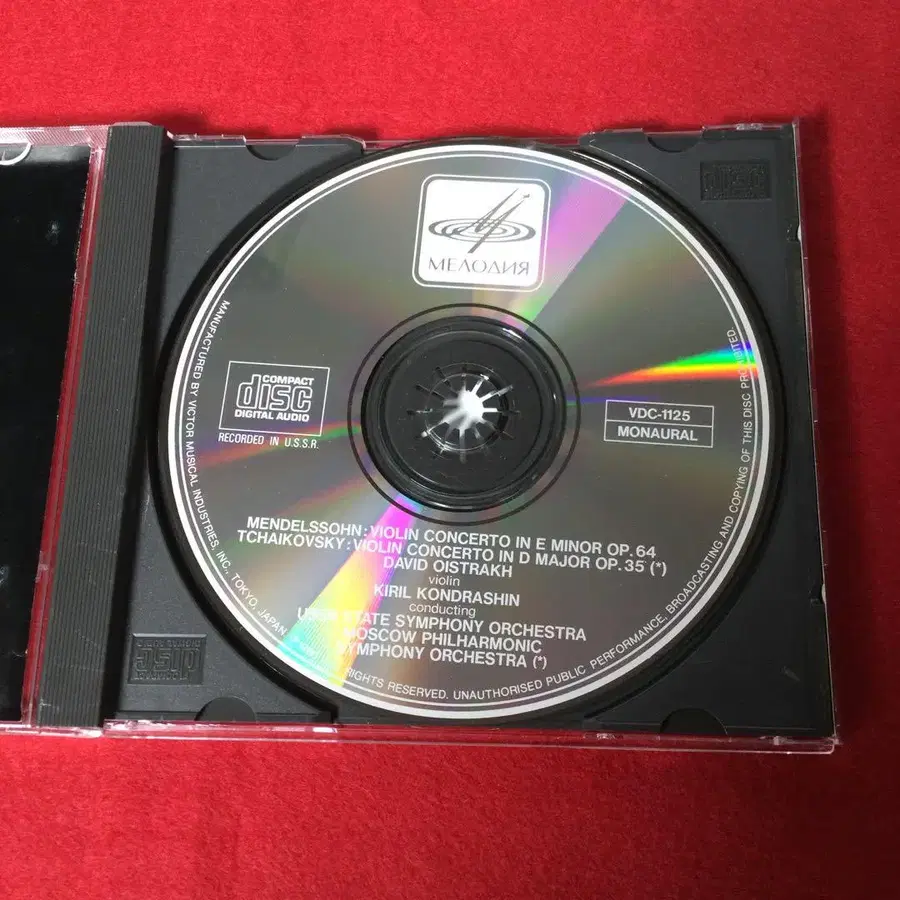 МЕЛОДИЯ
COMPACT
disc
DIGITAL AUDIO
RECORDED IN U.S.S.R.
VDC-1125
MONAURAL
MENDELSSOHN: VIOLIN CONCERTO IN E MINOR OP. 64
TCHAIKOVSKY: VIOLIN CONCERTO IN D MAJOR OP. 35 (*)
DAVID OISTRAKH
violin
KIRIL KONDRASHIN
conducting
USSR STATE SYMPHONY ORCHESTRA
MOSCOW PHILHARMONIC
SYMPHONY ORCHESTRA (*)
MANUFACTURED BY VICTOR MUSICAL INDUSTRIES, INC., TOKYO, JAPAN
RIGHTS RESERVED. UNAUTHORISED PUBLIC PERFORMANCE, BROADCASTING AND COPYING OF THIS DISC PROHIBITED.